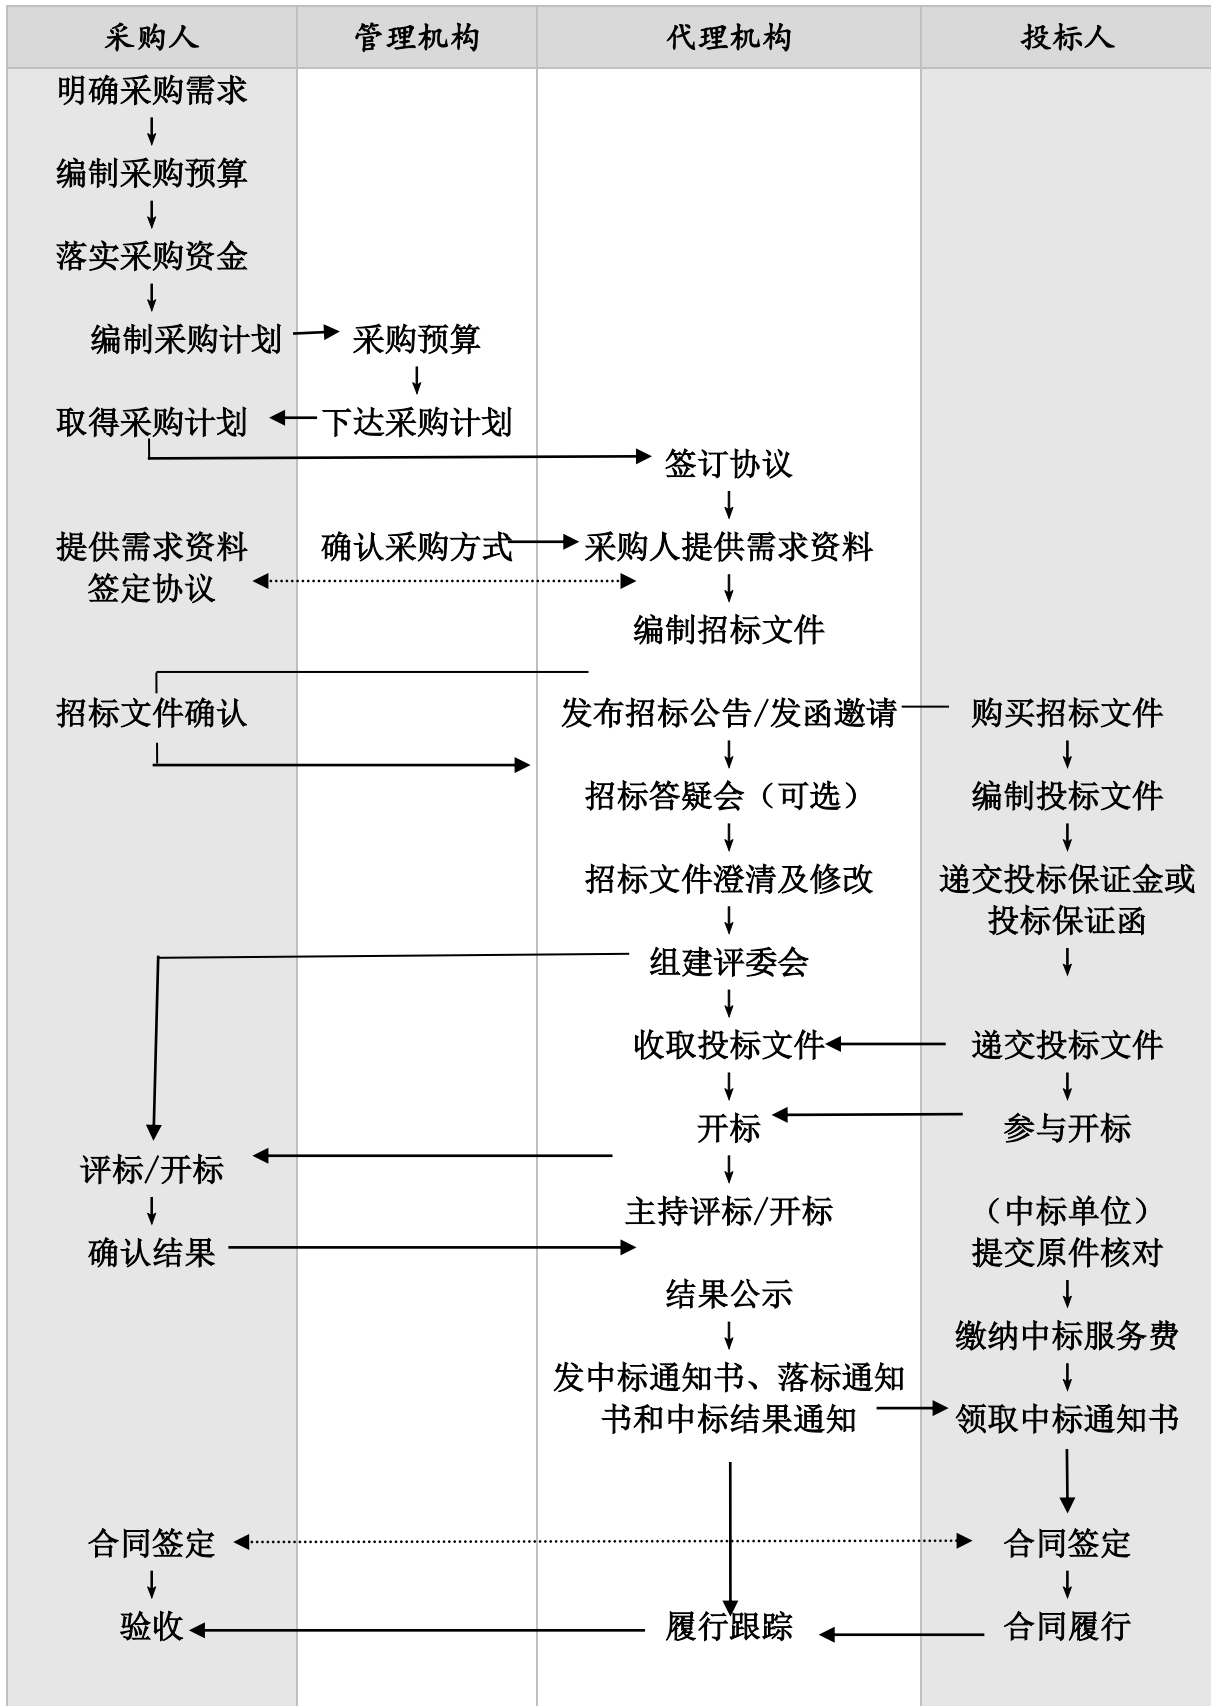 采购人 管理机构 代理机构 投标人
明确采购需求
编制采购预算
落实采购资金
编制采购计划 采购预算
取得采购计划 下达采购计划
签订协议
提供需求资料 确认采购方式 采购人提供需求资料
签定协议
编制招标文件
招标文件确认 发布招标公告/发函邀请 购买招标文件
招标答疑会（可选） 编制投标文件
招标文件澄清及修改 递交投标保证金或
投标保证函
组建评委会
收取投标文件 递交投标文件
开标 参与开标
评标/开标
主持评标/开标 （中标单位）
确认结果 提交原件核对
结果公示
缴纳中标服务费
发中标通知书、落标通知
书和中标结果通知 领取中标通知书
合同签定 合同签定
验收 履行跟踪 合同履行